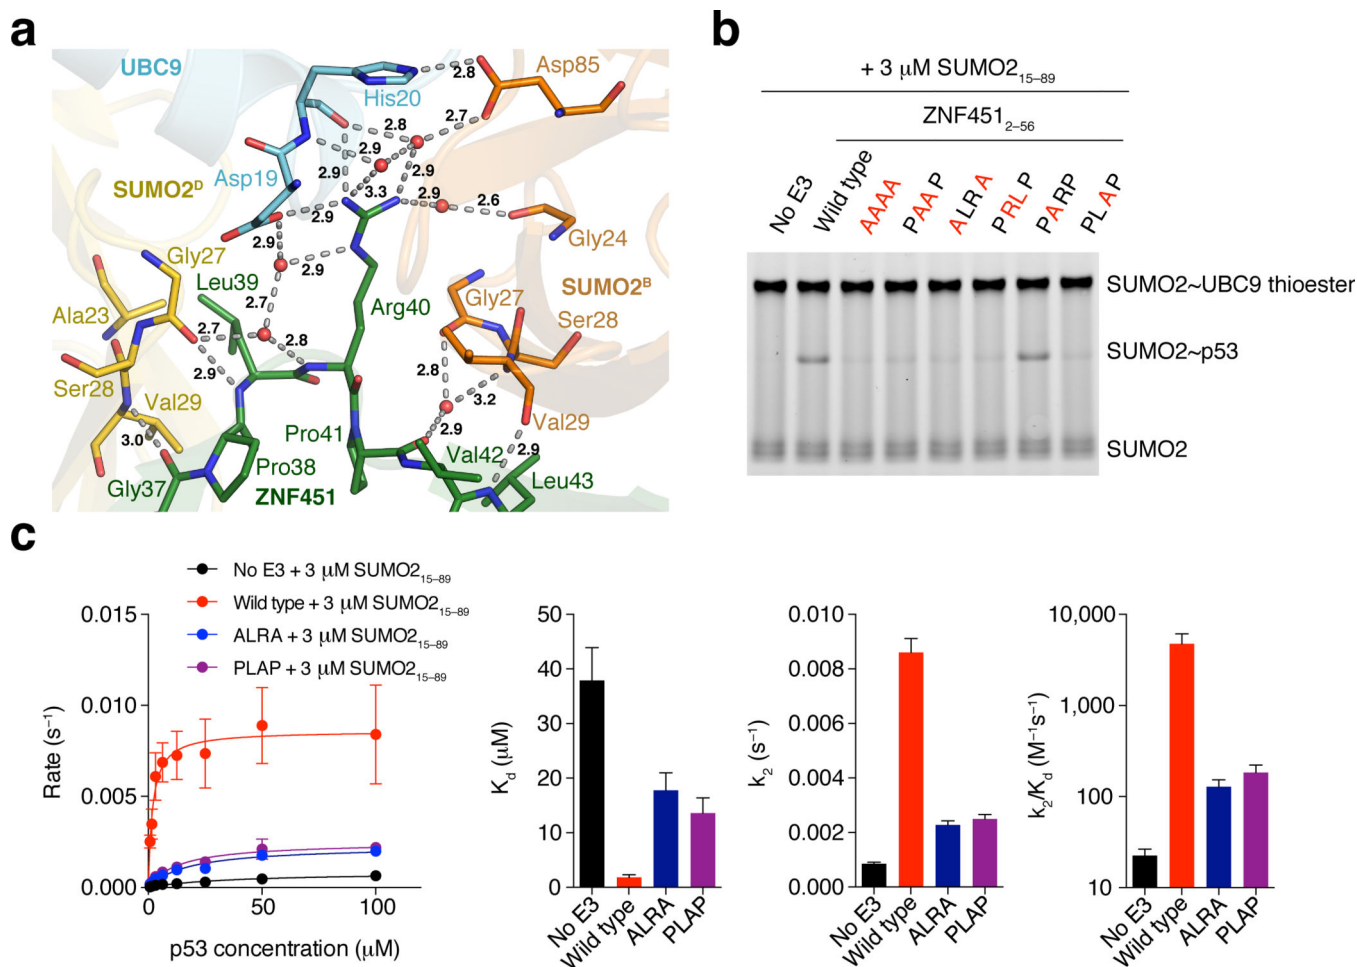 a
UBC9
His20
Asp85
2.8
2.8
2.7
2.9
2.9
2.9
Asp19
SUMO2ᴰ
3.3
2.9
2.6
2.9
Gly27
2.9
2.9
Gly24
Leu39
2.7
Arg40
Gly27
SUMO2ᴮ
Ser28
Ala23
2.7
2.8
2.9
2.8
Ser28
Val29
3.2
Val29
3.0
Pro41
2.9
2.9
Val42
Gly37
Pro38
Leu43
ZNF451
b
+ 3 μM SUMO2₁₅₋₈₉
ZNF451₂₋₅₆
No E3
Wild type
AAAA
PAAP
ALRA
PRLP
PARP
PLAP
SUMO2~UBC9 thioester
SUMO2~p53
SUMO2
c
No E3 + 3 μM SUMO2₁₅₋₈₉
Wild type + 3 μM SUMO2₁₅₋₈₉
ALRA + 3 μM SUMO2₁₅₋₈₉
PLAP + 3 μM SUMO2₁₅₋₈₉
Rate (s⁻¹)
0.015
0.010
0.005
0.000
0
50
100
p53 concentration (μM)
K_d (μM)
50
40
30
20
10
0
No E3
Wild type
ALRA
PLAP
k₂ (s⁻¹)
0.010
0.008
0.006
0.004
0.002
0.000
No E3
Wild type
ALRA
PLAP
k₂/K_d (M⁻¹s⁻¹)
10,000
1,000
100
10
No E3
Wild type
ALRA
PLAP